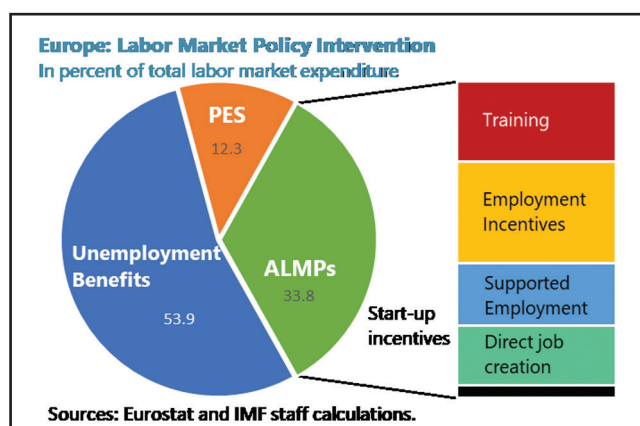 Europe: Labor Market Policy Intervention
In percent of total labor market expenditure
PES
12.3
Training
Employment
Incentives
Unemployment
Benefits
53.9
ALMPs
33.8
Supported
Employment
Start-up
incentives
Direct job
creation
Sources: Eurostat and IMF staff calculations.